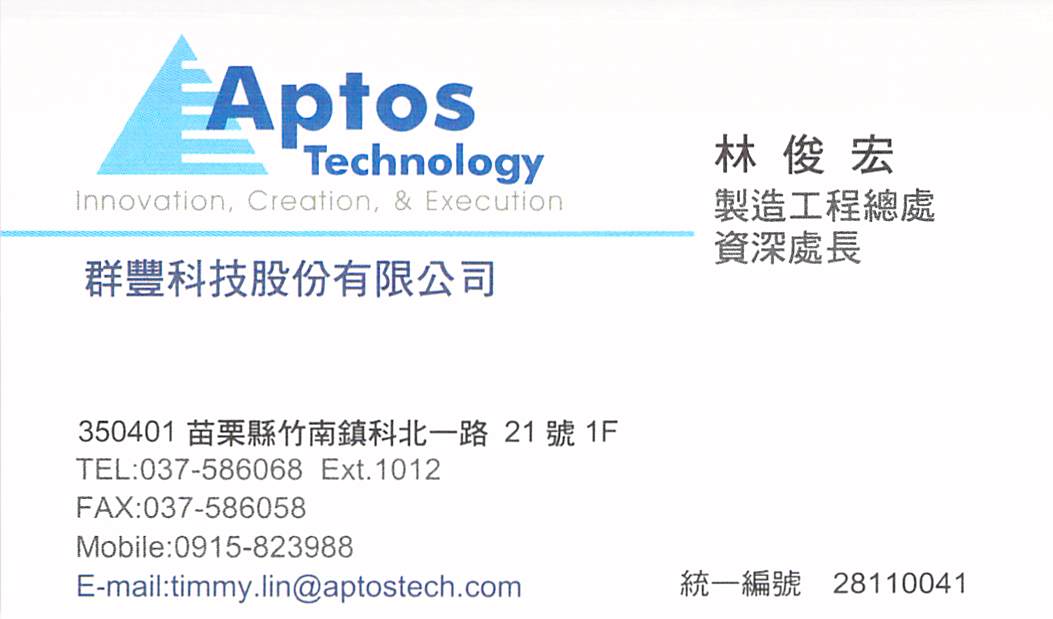 Aptos
Technology
Innovation, Creation, & Execution
林俊宏
製造工程總處
資深處長
群豐科技股份有限公司
350401 苗栗縣竹南鎮科北一路 21 號 1F
TEL:037-586068 Ext.1012
FAX:037-586058
Mobile:0915-823988
E-mail:timmy.lin@aptostech.com
統一編號 28110041